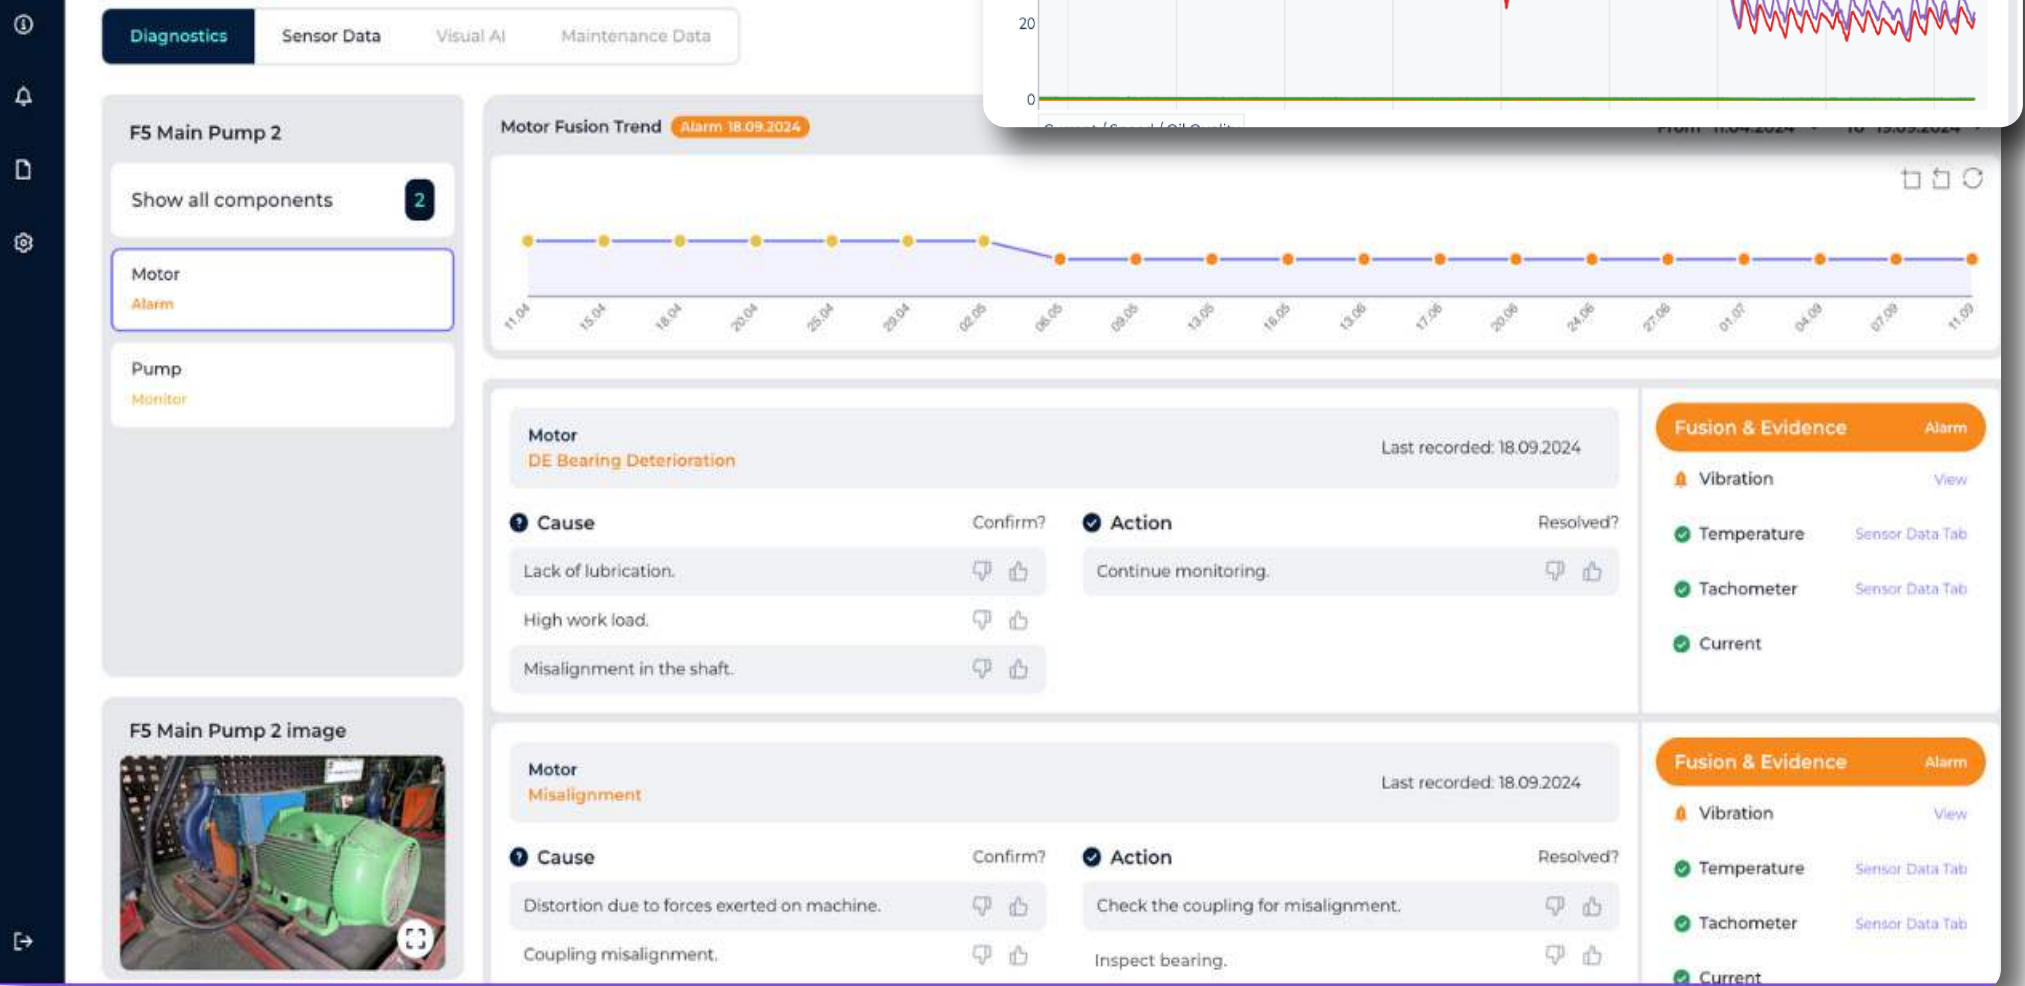 Diagnostics
Sensor Data
Visual AI
Maintenance Data
20
0
F5 Main Pump 2
Show all components
2
Motor
Alarm
Pump
Monitor
Motor Fusion Trend
Alarm 18.09.2024
11.04
15.04
18.04
20.04
25.04
29.04
02.05
06.05
09.05
13.05
16.05
13.06
17.06
20.06
24.06
27.06
01.07
04.09
07.09
11.09
Motor
DE Bearing Deterioration
Last recorded: 18.09.2024
Cause
Confirm?
Lack of lubrication.
High work load.
Misalignment in the shaft.
Action
Resolved?
Continue monitoring.
Fusion & Evidence
Alarm
Vibration
View
Temperature
Sensor Data Tab
Tachometer
Sensor Data Tab
Current
F5 Main Pump 2 image
Motor
Misalignment
Last recorded: 18.09.2024
Cause
Confirm?
Distortion due to forces exerted on machine.
Coupling misalignment.
Action
Resolved?
Check the coupling for misalignment.
Inspect bearing.
Fusion & Evidence
Alarm
Vibration
View
Temperature
Sensor Data Tab
Tachometer
Sensor Data Tab
Current